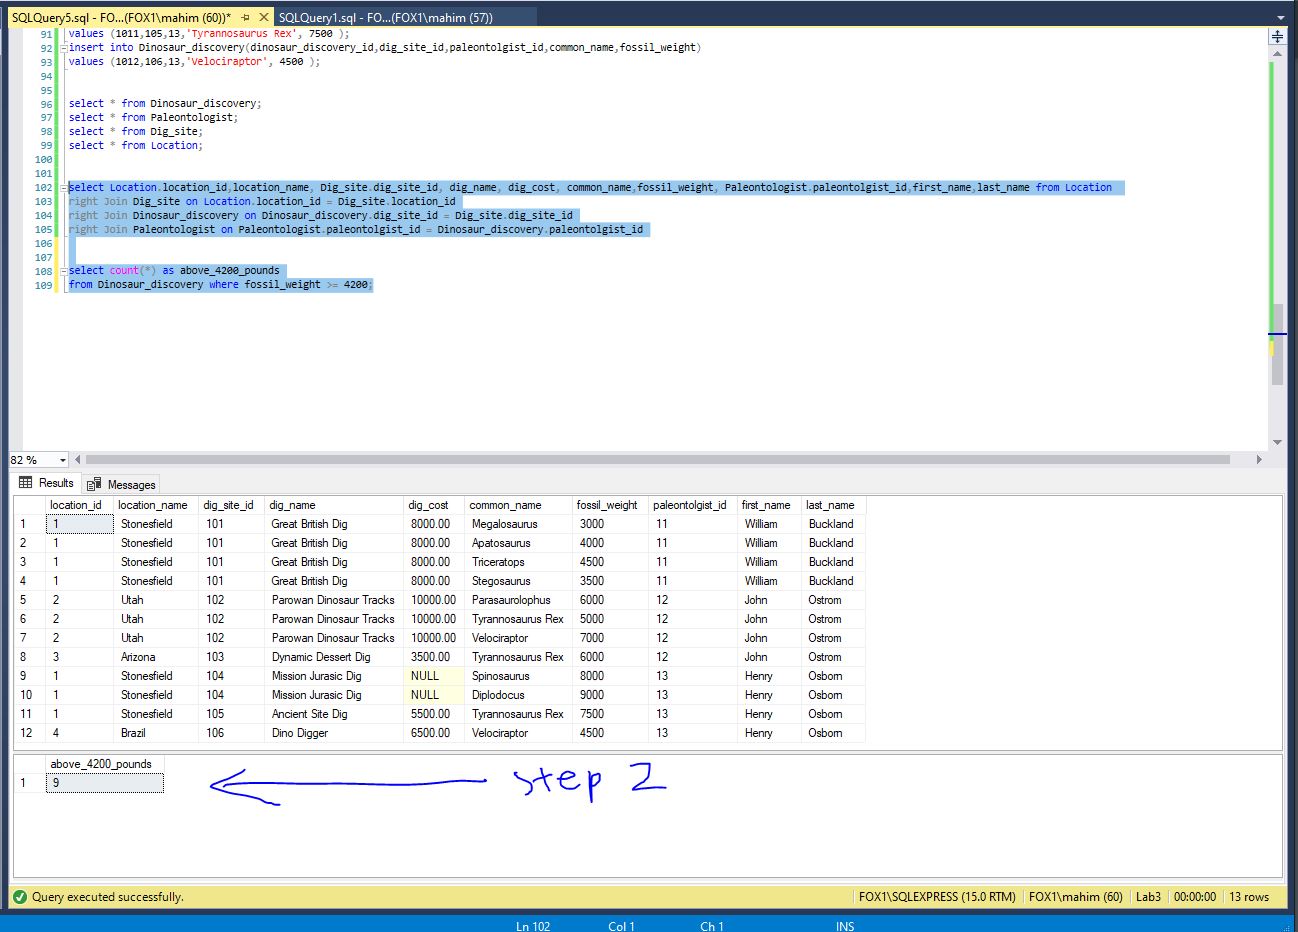 SQLQuery5.sql - FO...(FOX1\mahim (60))* SQLQuery1.sql - FO...(FOX1\mahim (57))
91 values (1011,105,13,'Tyrannosaurus Rex', 7500 );
92 insert into Dinosaur_discovery(dinosaur_discovery_id,dig_site_id,paleontolgist_id,common_name,fossil_weight)
93 values (1012,106,13,'Velociraptor', 4500 );
94
95
96 select * from Dinosaur_discovery;
97 select * from Paleontologist;
98 select * from Dig_site;
99 select * from Location;
100
101
102 select Location.location_id,location_name, Dig_site.dig_site_id, dig_name, dig_cost, common_name,fossil_weight, Paleontologist.paleontolgist_id,first_name,last_name from Location
103 right Join Dig_site on Location.location_id = Dig_site.location_id
104 right Join Dinosaur_discovery on Dinosaur_discovery.dig_site_id = Dig_site.dig_site_id
105 right Join Paleontologist on Paleontologist.paleontolgist_id = Dinosaur_discovery.paleontolgist_id
106
107
108 select count(*) as above_4200_pounds
109 from Dinosaur_discovery where fossil_weight >= 4200;
82 %
Results Messages
location_id location_name dig_site_id dig_name dig_cost common_name fossil_weight paleontolgist_id first_name last_name
1 1 Stonesfield 101 Great British Dig 8000.00 Megalosaurus 3000 11 William Buckland
2 1 Stonesfield 101 Great British Dig 8000.00 Apatosaurus 4000 11 William Buckland
3 1 Stonesfield 101 Great British Dig 8000.00 Triceratops 4500 11 William Buckland
4 1 Stonesfield 101 Great British Dig 8000.00 Stegosaurus 3500 11 William Buckland
5 2 Utah 102 Parowan Dinosaur Tracks 10000.00 Parasaurolophus 6000 12 John Ostrom
6 2 Utah 102 Parowan Dinosaur Tracks 10000.00 Tyrannosaurus Rex 5000 12 John Ostrom
7 2 Utah 102 Parowan Dinosaur Tracks 10000.00 Velociraptor 7000 12 John Ostrom
8 3 Arizona 103 Dynamic Dessert Dig 3500.00 Tyrannosaurus Rex 6000 12 John Ostrom
9 1 Stonesfield 104 Mission Jurasic Dig NULL Spinosaurus 8000 13 Henry Osborn
10 1 Stonesfield 104 Mission Jurasic Dig NULL Diplodocus 9000 13 Henry Osborn
11 1 Stonesfield 105 Ancient Site Dig 5500.00 Tyrannosaurus Rex 7500 13 Henry Osborn
12 4 Brazil 106 Dino Digger 6500.00 Velociraptor 4500 13 Henry Osborn
above_4200_pounds
1 9
step 2
Query executed successfully. FOX1\SQLEXPRESS (15.0 RTM) FOX1\mahim (60) Lab3 00:00:00 13 rows
Ln 102 Col 1 Ch 1 INS